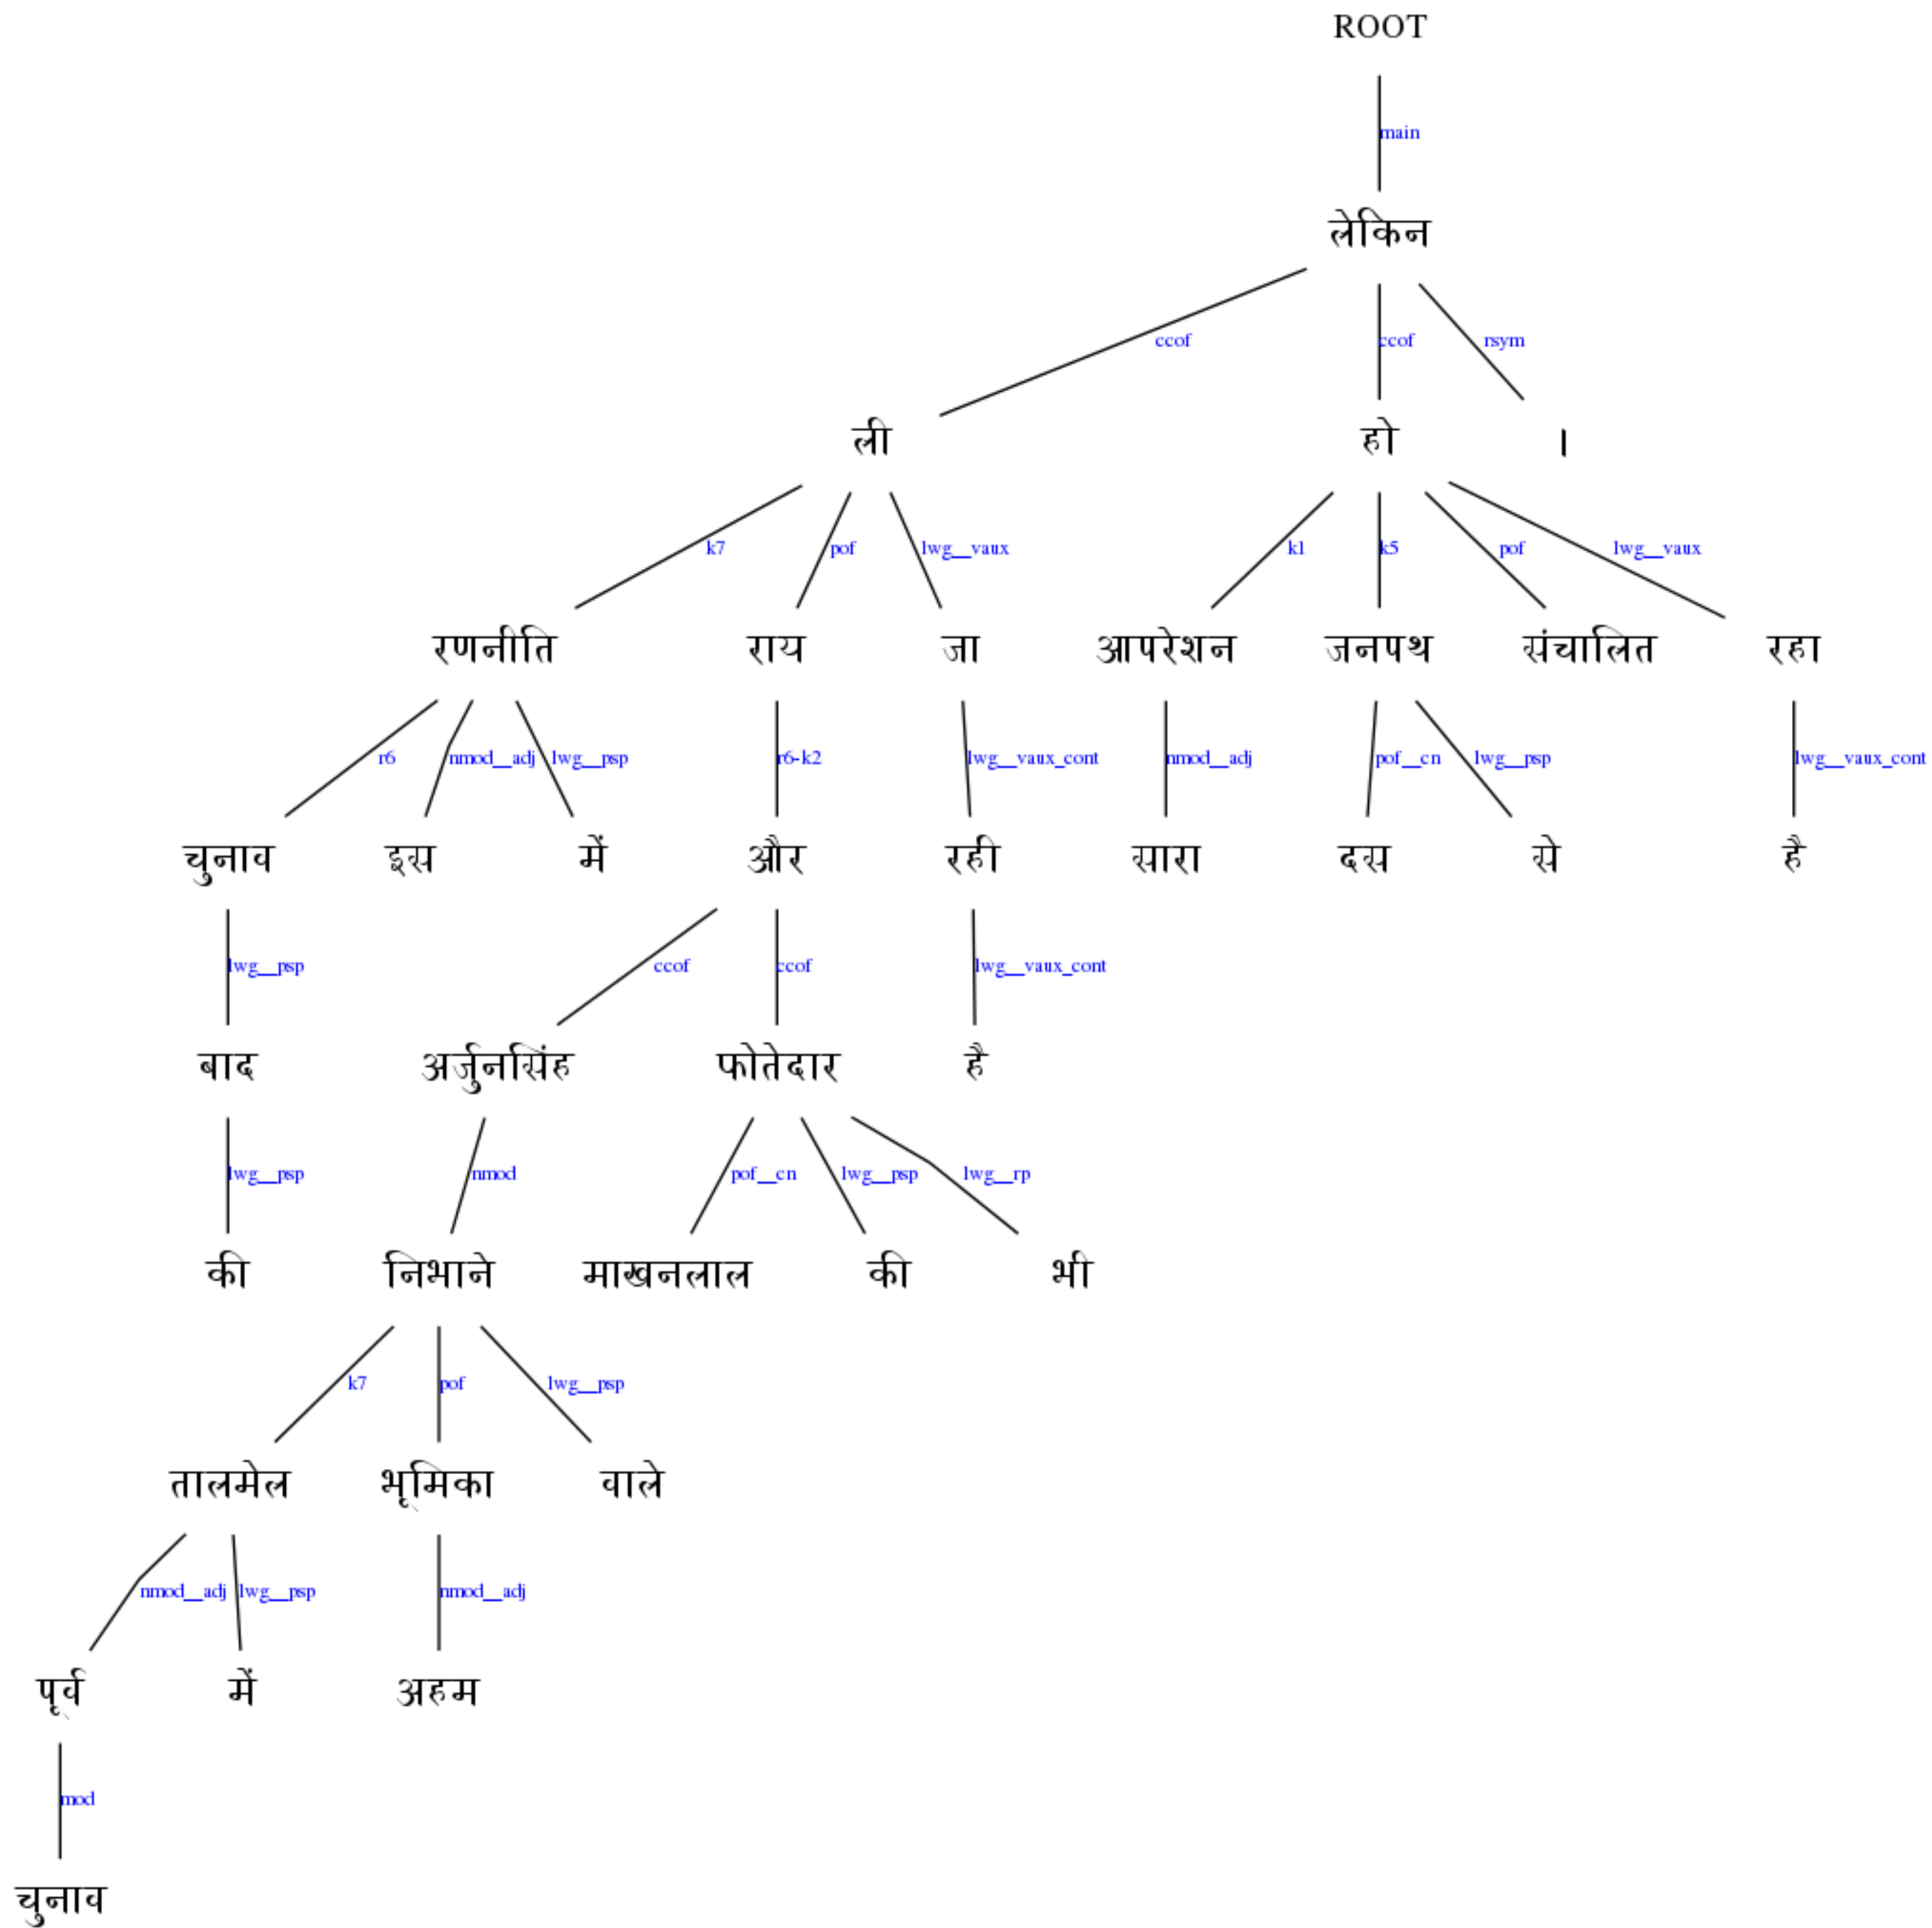 ROOT
main
लेकिन
ccof ccof rsym
ली हो ।
k7 pof lwg__vaux k1 k5 pof lwg__vaux
रणनीति राय जा आपरेशन जनपथ संचालित रहा
r6 nmod__adj lwg__psp r6-k2 lwg__vaux_cont nmod__adj pof__cn lwg__psp lwg__vaux_cont
चुनाव इस में और रही सारा दस से है
lwg__psp ccof ccof lwg__vaux_cont
बाद अर्जुनसिंह फोतेदार है
lwg__psp nmod pof__cn lwg__psp lwg__rp
की निभाने माखनलाल की भी
k7 pof lwg__psp
तालमेल भूमिका वाले
nmod__adj lwg__psp nmod__adj
पूर्व में अहम
mod
चुनाव